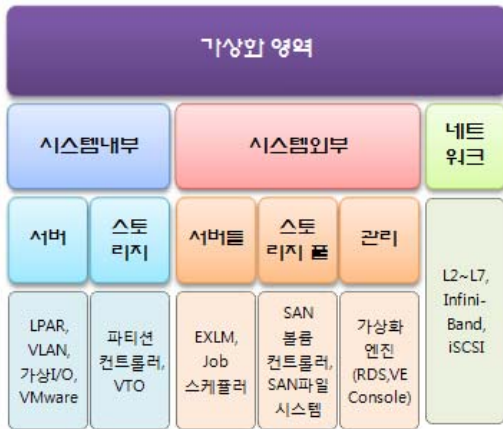 가상화 영역
시스템내부
시스템외부
네트
워크
서버
스토
리지
서버들
스토
리지 풀
관리
LPAR,
VLAN,
가상I/O,
VMware
파티션
컨트롤러,
VTO
EXLM,
Job
스케쥴러
SAN
볼륨
컨트롤러,
SAN파일
시스템
가상화
엔진
(RDS,VE
Console)
L2~L7,
Infini-
Band,
iSCSI